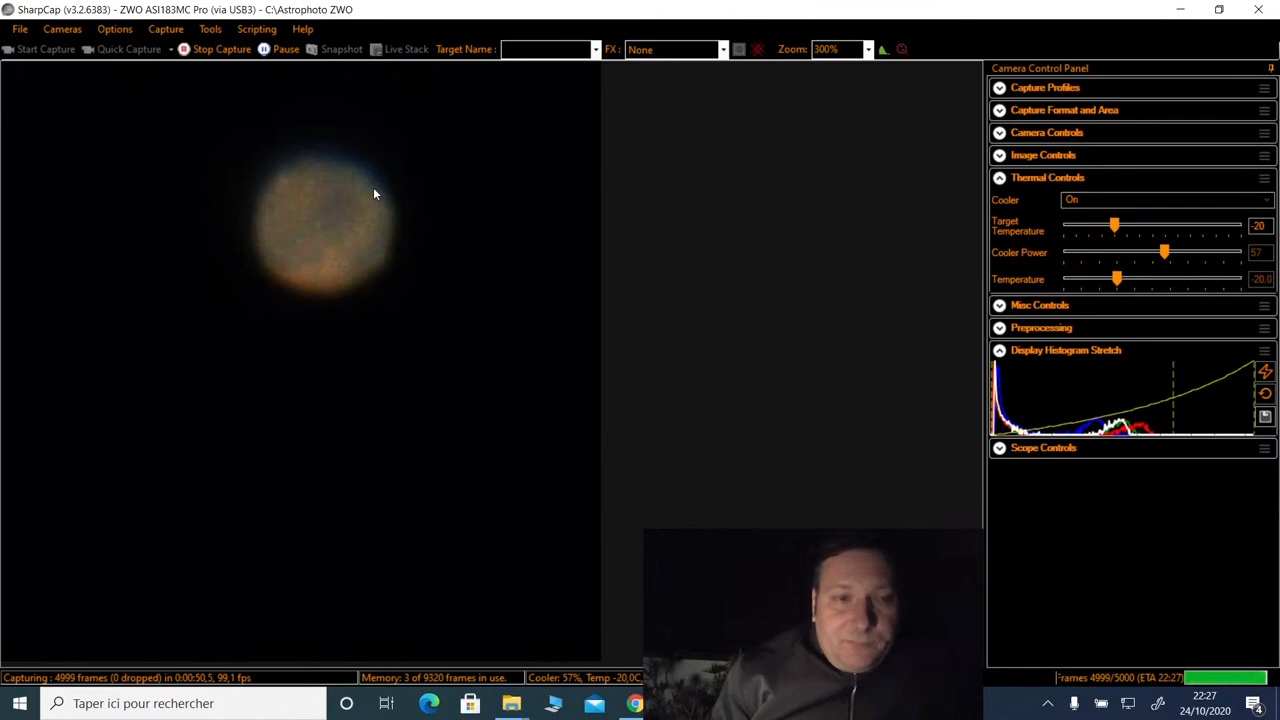 SharpCap (v3.2.6383) - ZWO ASI183MC Pro (via USB3) - C:\Astrophoto ZWO
File Cameras Options Capture Tools Scripting Help
Start Capture Quick Capture Stop Capture Pause Snapshot Live Stack Target Name : FX : None Zoom: 300%
Camera Control Panel
Capture Profiles
Capture Format and Area
Camera Controls
Image Controls
Thermal Controls
Cooler On
Target Temperature -20
Cooler Power 57
Temperature -20,0
Misc Controls
Preprocessing
Display Histogram Stretch
Scope Controls
Capturing : 4999 frames (0 dropped) in 0:00:50,5, 99,1 fps Memory: 3 of 9320 frames in use. Cooler: 57%, Temp -20,0C, frames 4999/5000 (ETA 22:27)
Taper ici pour rechercher
22:27
24/10/2020
4